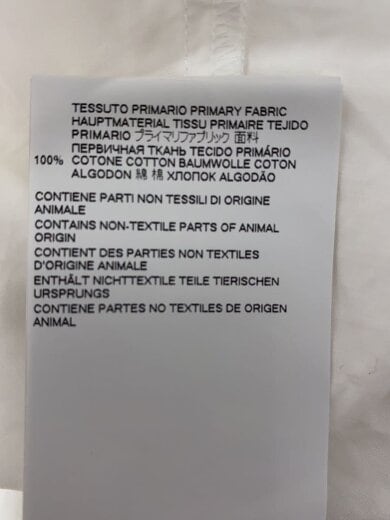 TESSUTO PRIMARIO PRIMARY FABRIC
HAUPTMATERIAL TISSU PRIMAIRE TEJIDO
PRIMARIO プライマリファブリック 面料
ПЕРВИЧНАЯ ТКАНЬ TECIDO PRIMÁRIO
100% COTONE COTTON BAUMWOLLE COTON
ALGODON 綿 棉 ХЛОПОК ALGODÃO
CONTIENE PARTI NON TESSILI DI ORIGINE
ANIMALE
CONTAINS NON-TEXTILE PARTS OF ANIMAL
ORIGIN
CONTIENT DES PARTIES NON TEXTILES
D'ORIGINE ANIMALE
ENTHÄLT NICHTTEXTILE TEILE TIERISCHEN
URSPRUNGS
CONTIENE PARTES NO TEXTILES DE ORIGEN
ANIMAL